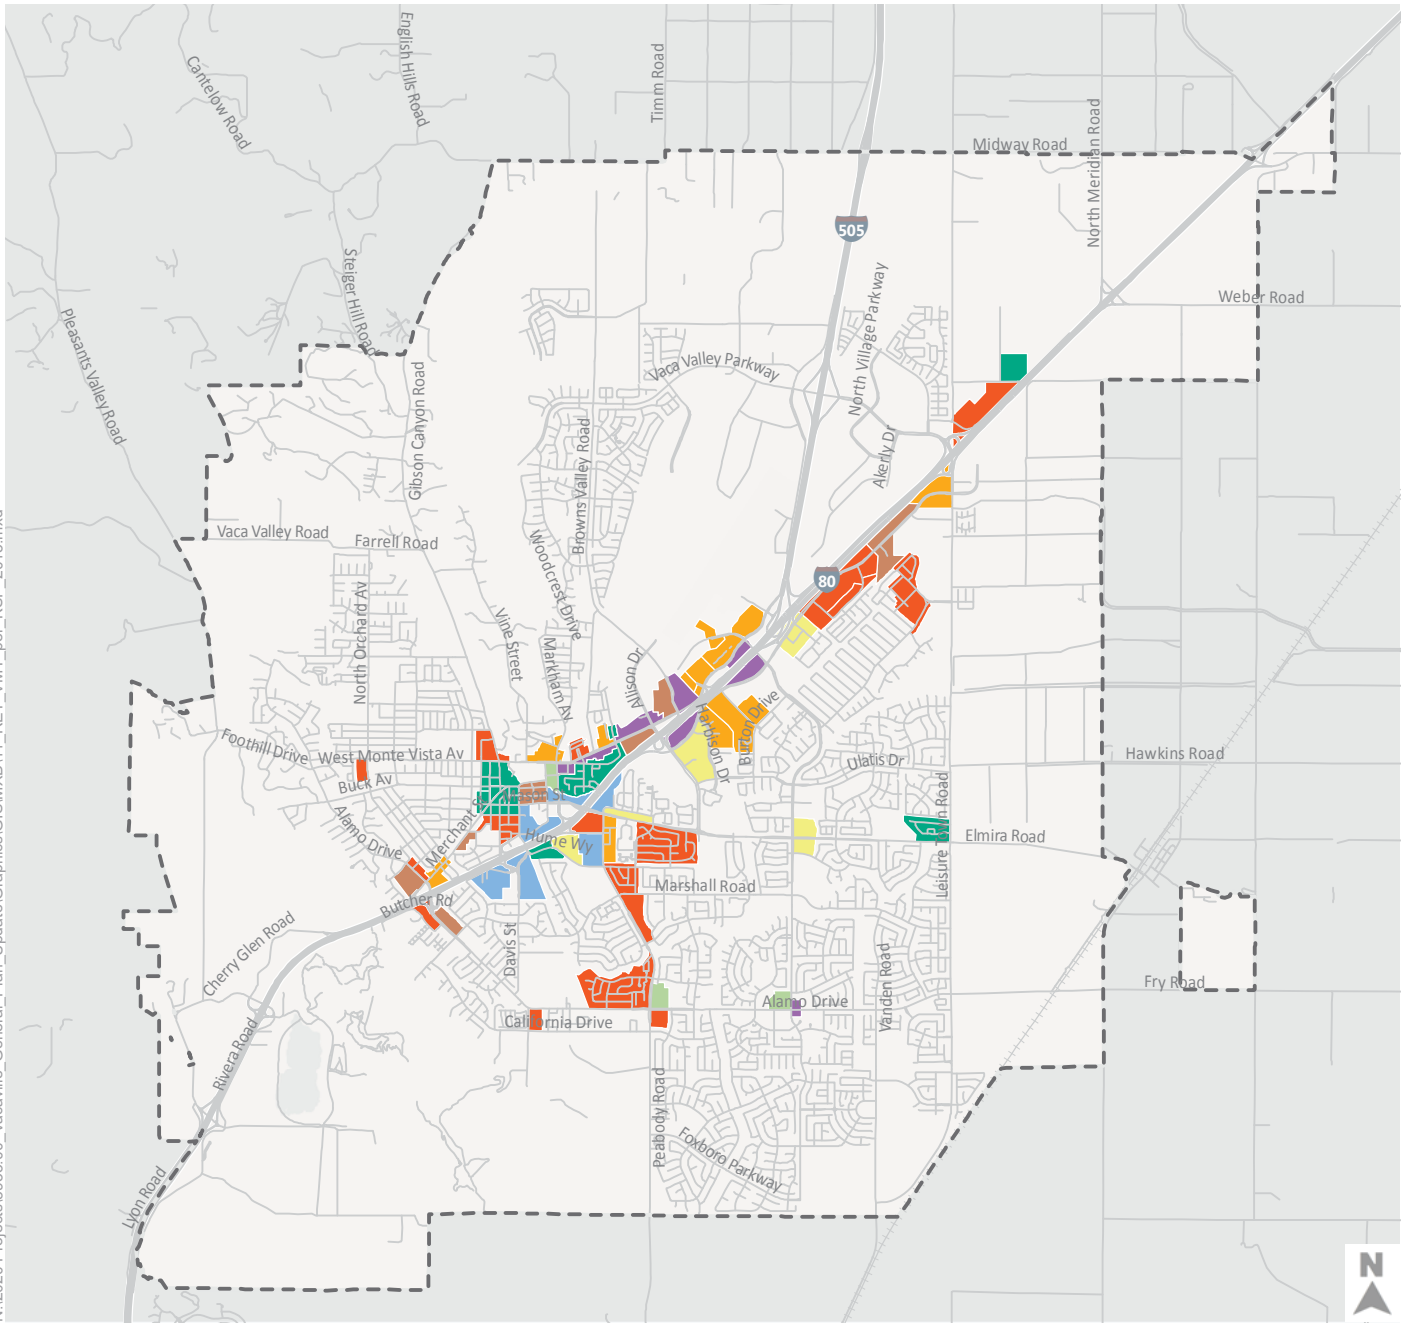 English Hills Road
Cantelow Road
Timm Road
Midway Road
North Meridian Road
505
Steiger Hill Road
North Village Parkway
Weber Road
Pleasants Valley Road
Gibson Canyon Road
Vaca Valley Parkway
Browns Valley Road
Akerly Dr
Vaca Valley Road
Farrell Road
Woodcrest Drive
80
North Orchard Av
Vine Street
Markham Av
Allison Dr
Harbison Dr
Burton Drive
Foothill Drive
West Monte Vista Av
Buck Av
Ulatis Dr
Hawkins Road
Mason St
Merchant St
Alamo Drive
Hume Wy
Leisure Town Road
Elmira Road
Marshall Road
Butcher Rd
Davis St
Cherry Glen Road
Vanden Road
Fry Road
Alamo Drive
California Drive
Rivera Road
Peabody Road
Foxboro Parkway
Lyon Road
N